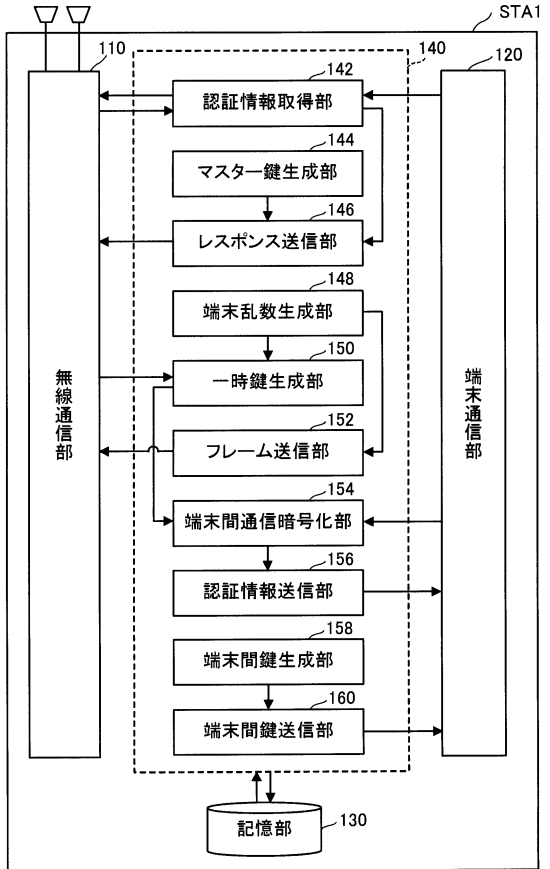 STA1
110
140
120
142
認証情報取得部
144
マスター鍵生成部
146
レスポンス送信部
148
端末乱数生成部
150
一時鍵生成部
152
フレーム送信部
154
端末間通信暗号化部
156
認証情報送信部
158
端末間鍵生成部
160
端末間鍵送信部
無線通信部
端末通信部
記憶部
130